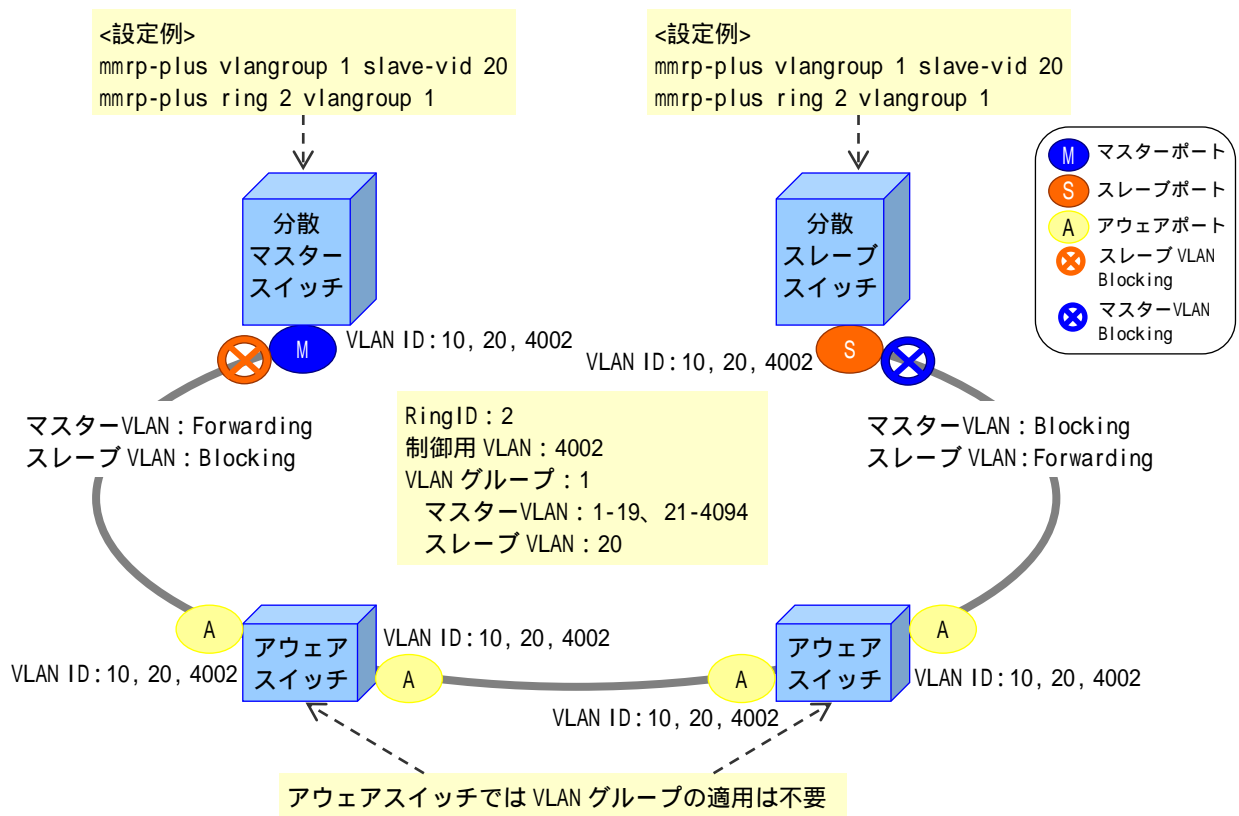 <設定例>
mmrp-plus vlangroup 1 slave-vid 20
mmrp-plus ring 2 vlangroup 1
<設定例>
mmrp-plus vlangroup 1 slave-vid 20
mmrp-plus ring 2 vlangroup 1
M
マスターポート
S
スレーブポート
A
アウェアポート
スレーブ VLAN
Blocking
マスターVLAN
Blocking
分散
マスター
スイッチ
分散
スレーブ
スイッチ
M
VLAN ID:10, 20, 4002
VLAN ID:10, 20, 4002
S
マスターVLAN:Forwarding
スレーブ VLAN:Blocking
RingID:2
制御用 VLAN:4002
VLAN グループ:1
マスターVLAN:1-19、21-4094
スレーブ VLAN:20
マスターVLAN:Blocking
スレーブ VLAN:Forwarding
A
VLAN ID:10, 20, 4002
アウェア
スイッチ
VLAN ID:10, 20, 4002
A
A
VLAN ID:10, 20, 4002
アウェア
スイッチ
A
VLAN ID:10, 20, 4002
アウェアスイッチでは VLAN グループの適用は不要